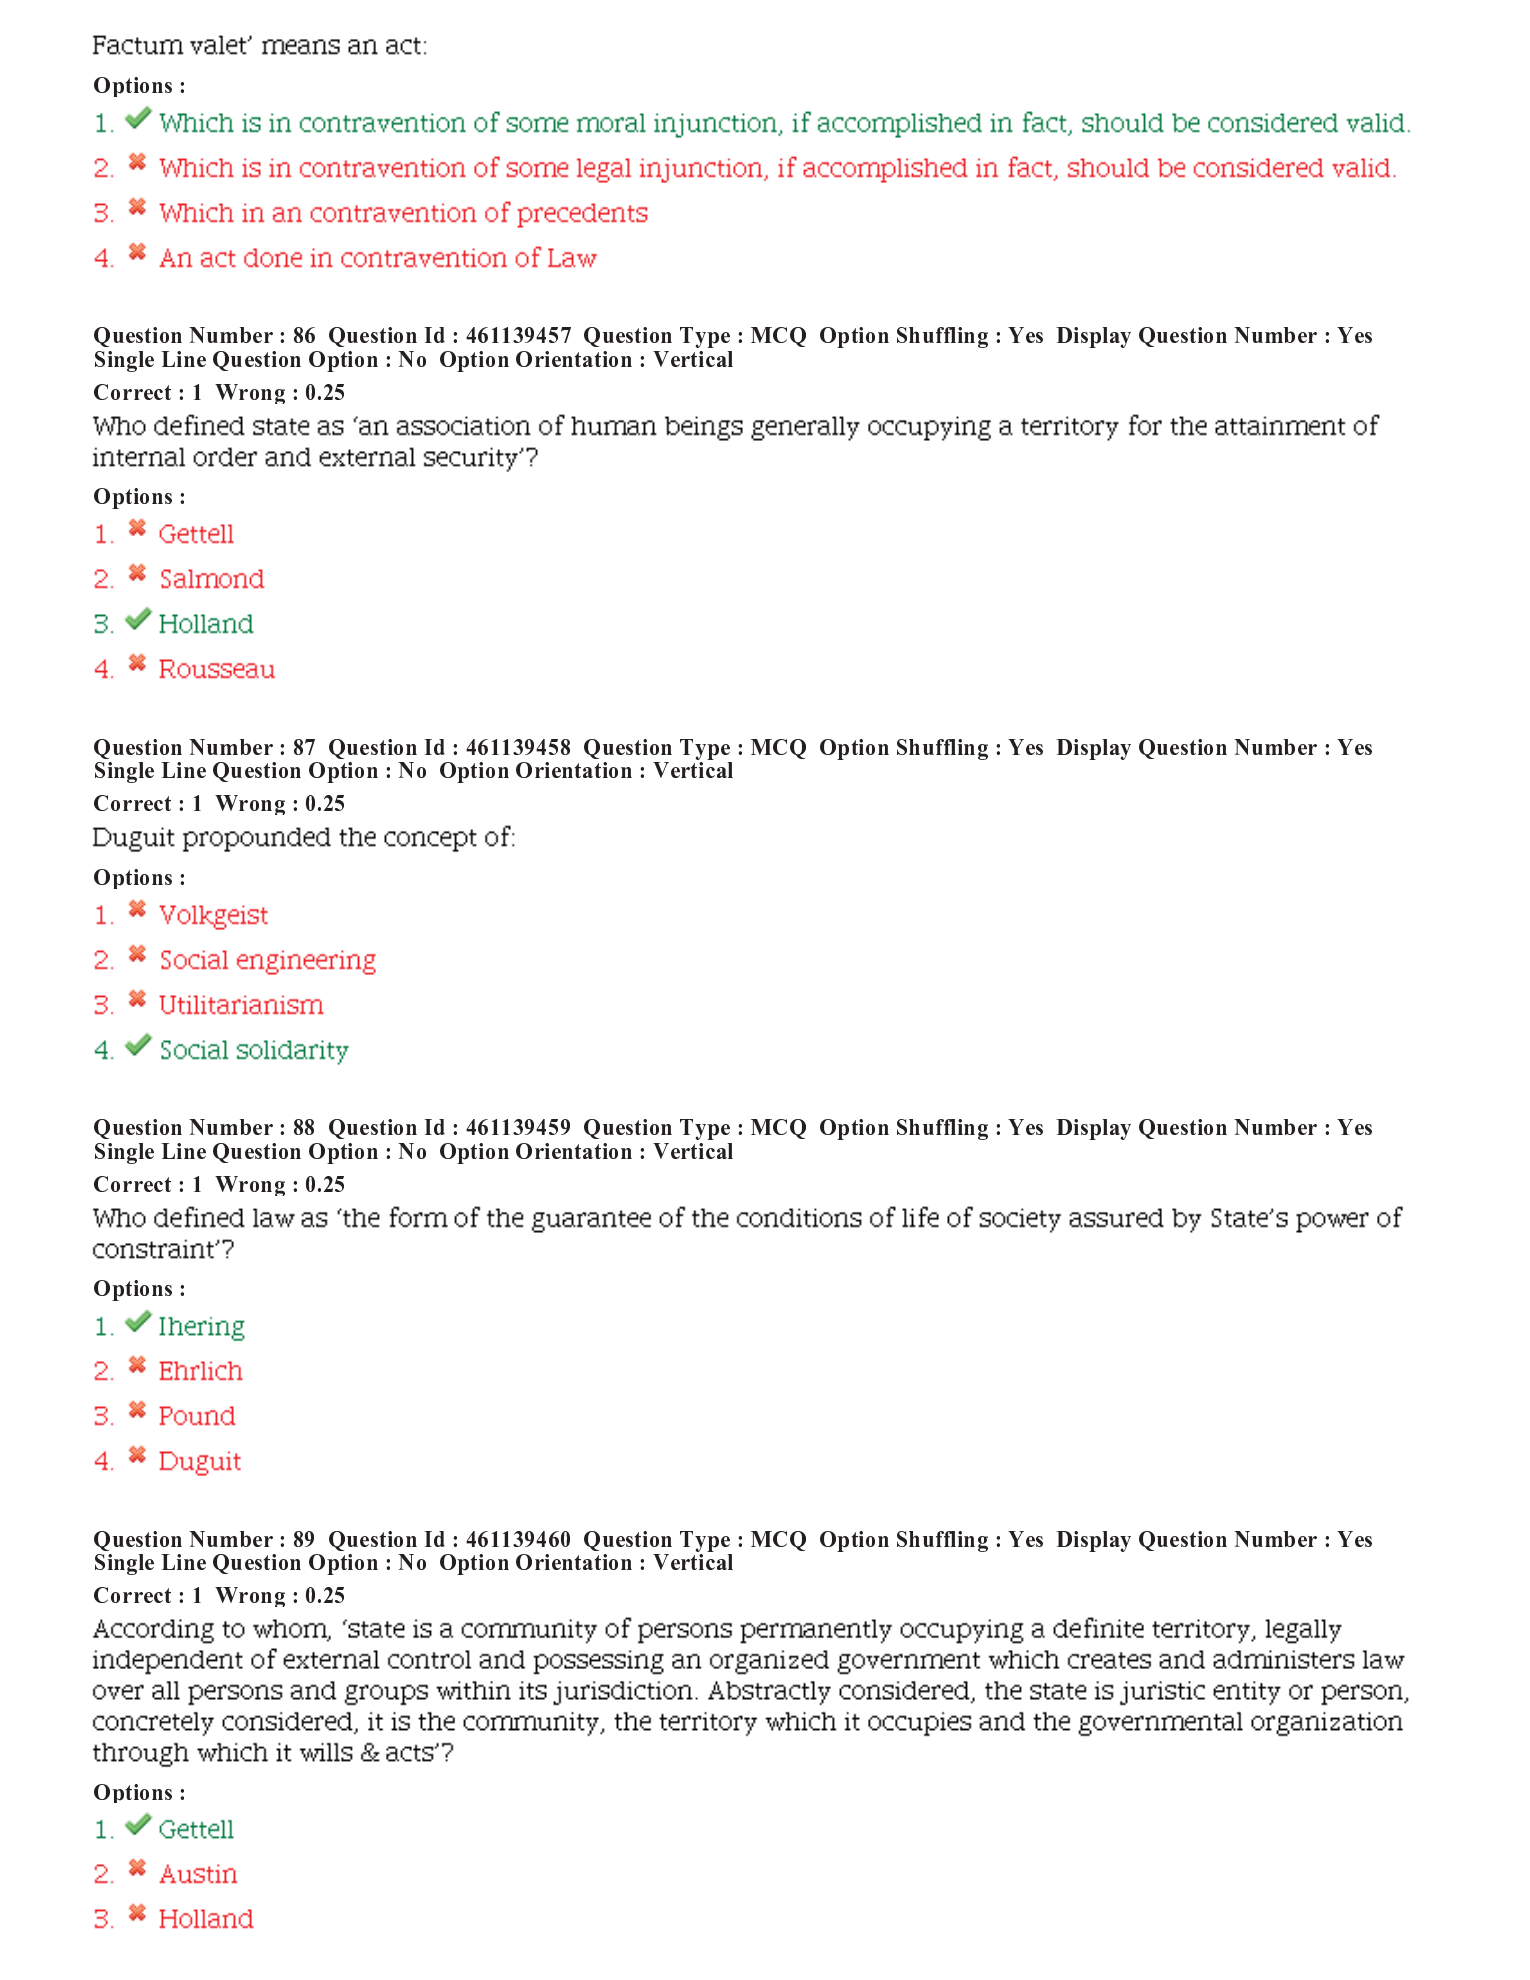 Factum valet’ means an act:
Options :
1. Which is in contravention of some moral injunction, if accomplished in fact, should be considered valid.
2. Which is in contravention of some legal injunction, if accomplished in fact, should be considered valid.
3. Which in an contravention of precedents
4. An act done in contravention of Law
Question Number : 86 Question Id : 461139457 Question Type : MCQ Option Shuffling : Yes Display Question Number : Yes
Single Line Question Option : No Option Orientation : Vertical
Correct : 1 Wrong : 0.25
Who defined state as ‘an association of human beings generally occupying a territory for the attainment of
internal order and external security’?
Options :
1. Gettell
2. Salmond
3. Holland
4. Rousseau
Question Number : 87 Question Id : 461139458 Question Type : MCQ Option Shuffling : Yes Display Question Number : Yes
Single Line Question Option : No Option Orientation : Vertical
Correct : 1 Wrong : 0.25
Duguit propounded the concept of:
Options :
1. Volkgeist
2. Social engineering
3. Utilitarianism
4. Social solidarity
Question Number : 88 Question Id : 461139459 Question Type : MCQ Option Shuffling : Yes Display Question Number : Yes
Single Line Question Option : No Option Orientation : Vertical
Correct : 1 Wrong : 0.25
Who defined law as ‘the form of the guarantee of the conditions of life of society assured by State’s power of
constraint’?
Options :
1. Ihering
2. Ehrlich
3. Pound
4. Duguit
Question Number : 89 Question Id : 461139460 Question Type : MCQ Option Shuffling : Yes Display Question Number : Yes
Single Line Question Option : No Option Orientation : Vertical
Correct : 1 Wrong : 0.25
According to whom, ‘state is a community of persons permanently occupying a definite territory, legally
independent of external control and possessing an organized government which creates and administers law
over all persons and groups within its jurisdiction. Abstractly considered, the state is juristic entity or person,
concretely considered, it is the community, the territory which it occupies and the governmental organization
through which it wills & acts’?
Options :
1. Gettell
2. Austin
3. Holland